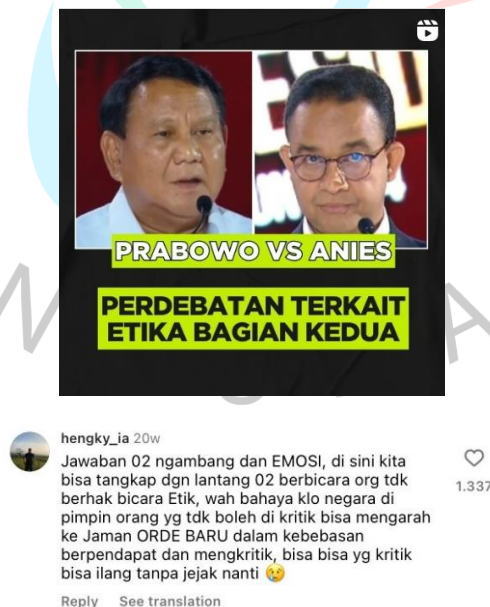 PRABOWO VS ANIES
PERDEBATAN TERKAIT
ETIKA BAGIAN KEDUA
hengky_ia 20w
Jawaban 02 ngambang dan EMOSI, di sini kita
bisa tangkap dgn lantang 02 berbicara org tdk
berhak bicara Etik, wah bahaya klo negara di
pimpin orang yg tdk boleh di kritik bisa mengarah
ke Jaman ORDE BARU dalam kebebasan
berpendapat dan mengkritik, bisa bisa yg kritik
bisa ilang tanpa jejak nanti 😢
1.337
Reply See translation